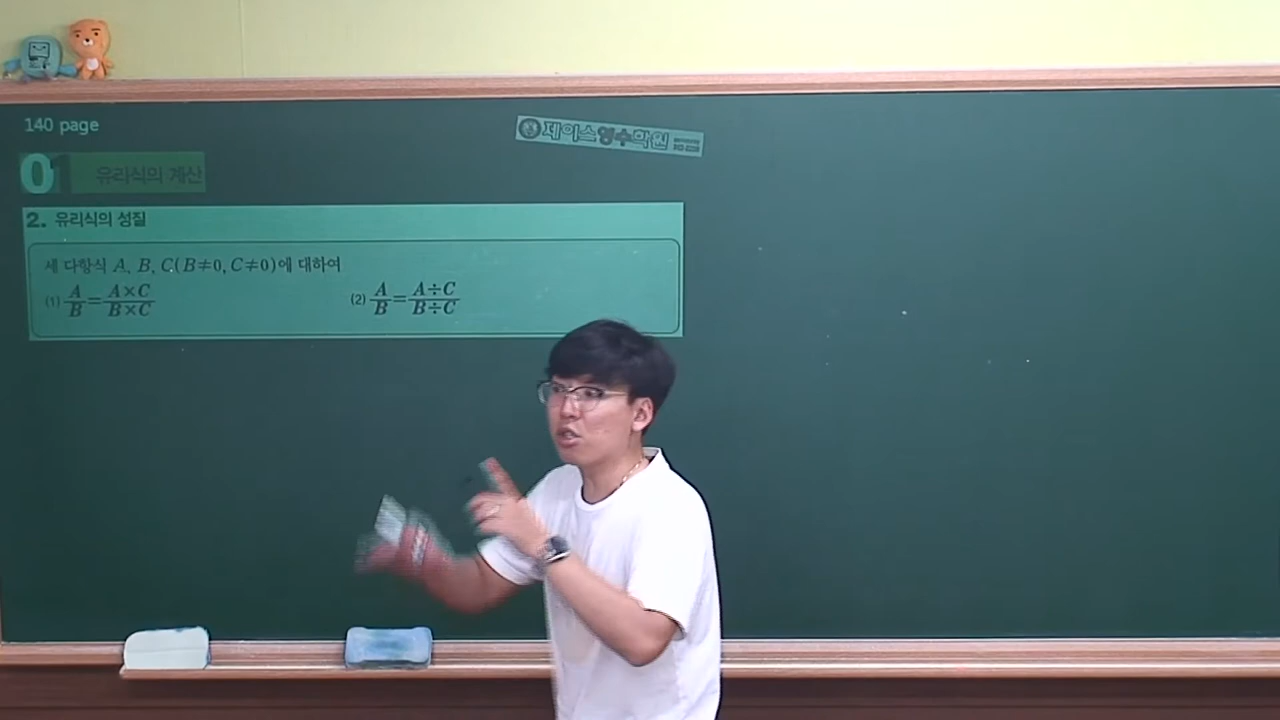 140 page
제이스영수학원
01 유리식의 계산
2. 유리식의 성질
세 다항식 A, B, C(B≠0, C≠0)에 대하여
(1) A/B = A×C/B×C (2) A/B = A÷C/B÷C